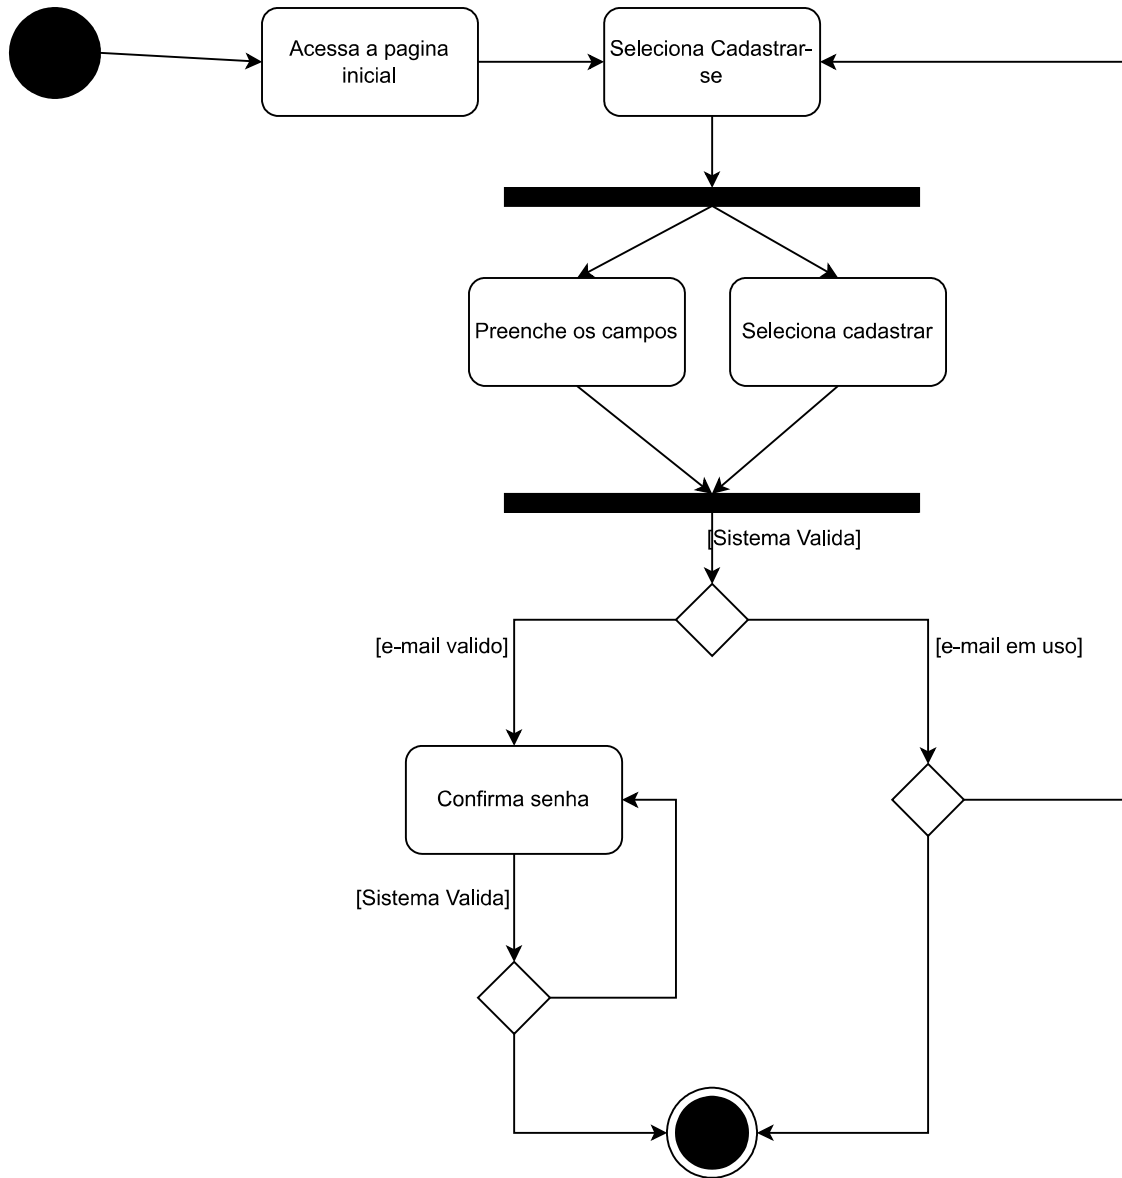 Acessa a pagina
inicial
Seleciona Cadastrar-
se
Preenche os campos
Seleciona cadastrar
[Sistema Valida]
[e-mail valido]
[e-mail em uso]
Confirma senha
[Sistema Valida]